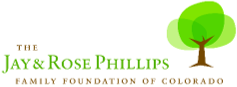 THE
JAY & ROSE PHILLIPS
FAMILY FOUNDATION OF COLORADO